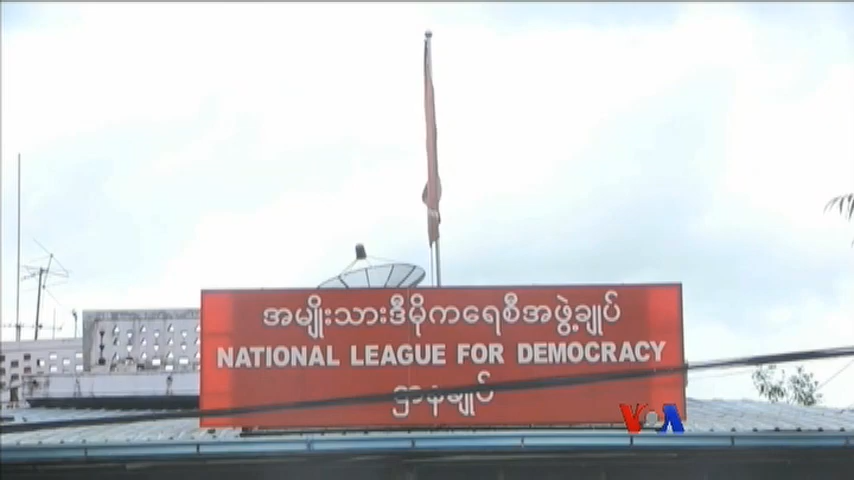 အမျိုးသားဒီမိုကရေစီအဖွဲ့ချုပ်
NATIONAL LEAGUE FOR DEMOCRACY
ဌာနချုပ်
VOA